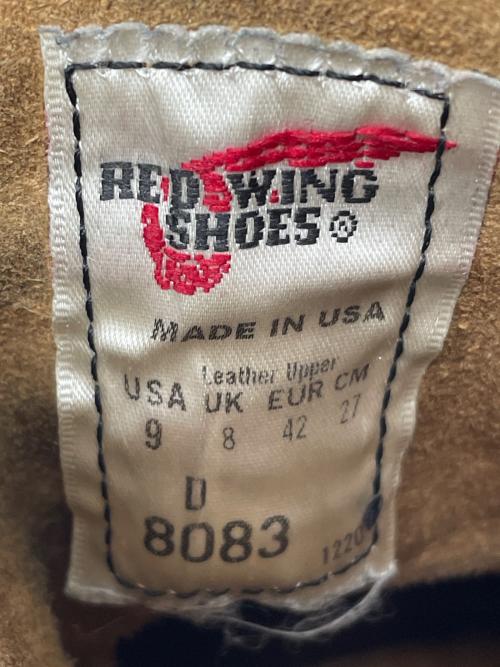 RED WING
SHOES ®
MADE IN USA
Leather Upper
USA UK EUR CM
9 8 42 27
D
8083
1220